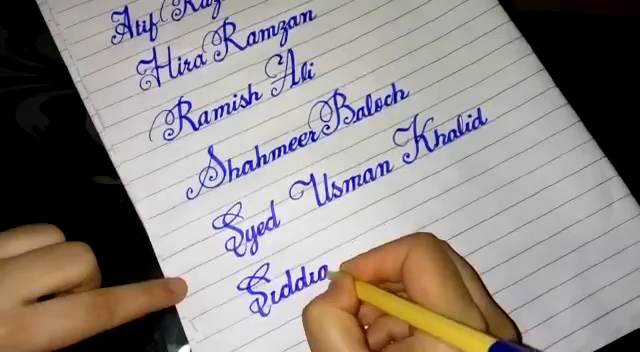 Atif
Hira Ramzan
Ramish Ali
Shahmeer Baloch
Syed Usman Khalid